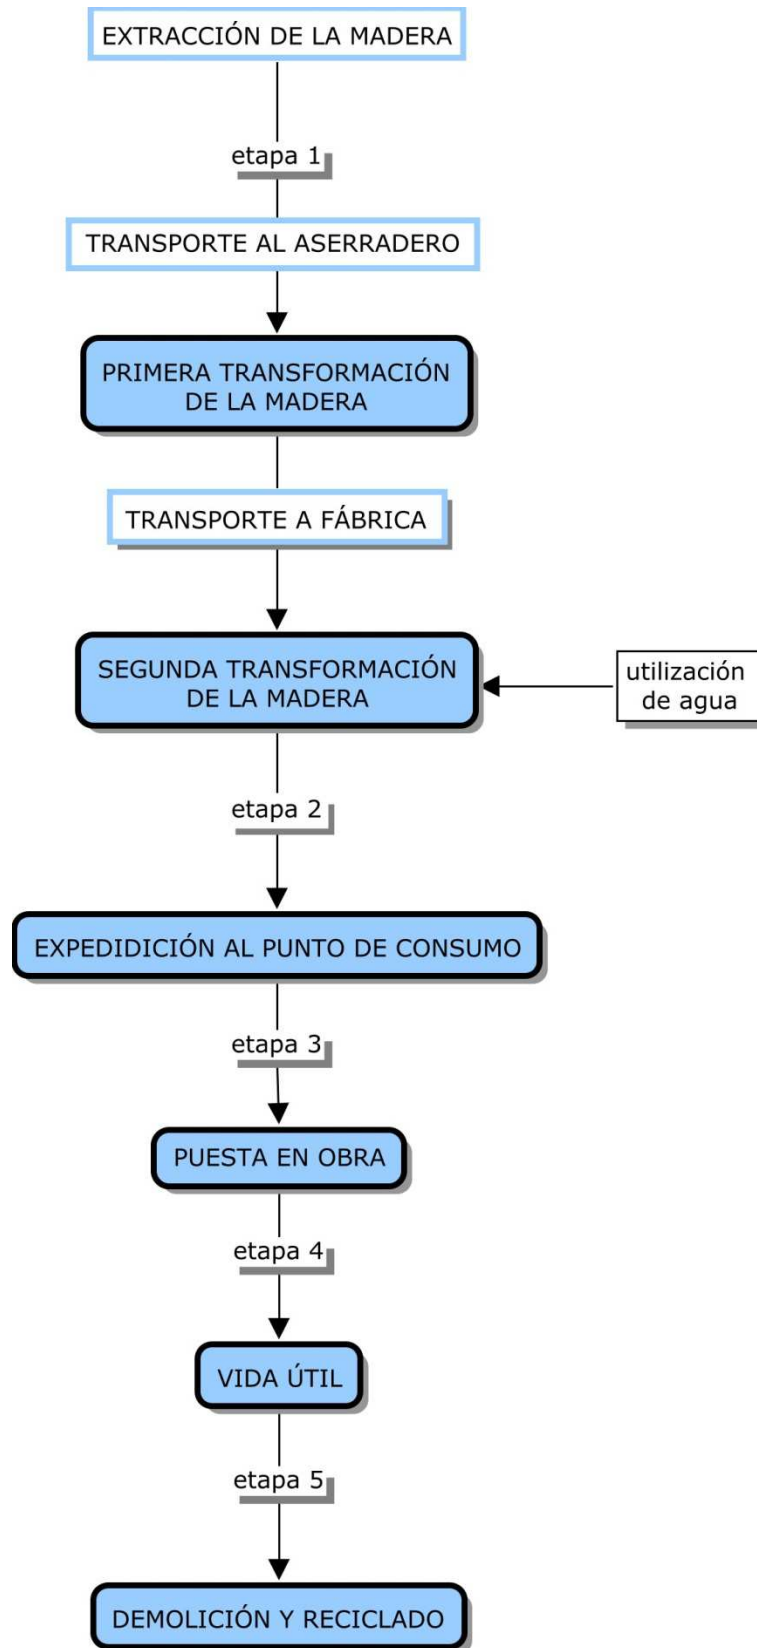 EXTRACCIÓN DE LA MADERA
etapa 1
TRANSPORTE AL ASERRADERO
PRIMERA TRANSFORMACIÓN
DE LA MADERA
TRANSPORTE A FÁBRICA
SEGUNDA TRANSFORMACIÓN
DE LA MADERA
utilización
de agua
etapa 2
EXPEDIDICIÓN AL PUNTO DE CONSUMO
etapa 3
PUESTA EN OBRA
etapa 4
VIDA ÚTIL
etapa 5
DEMOLICIÓN Y RECICLADO